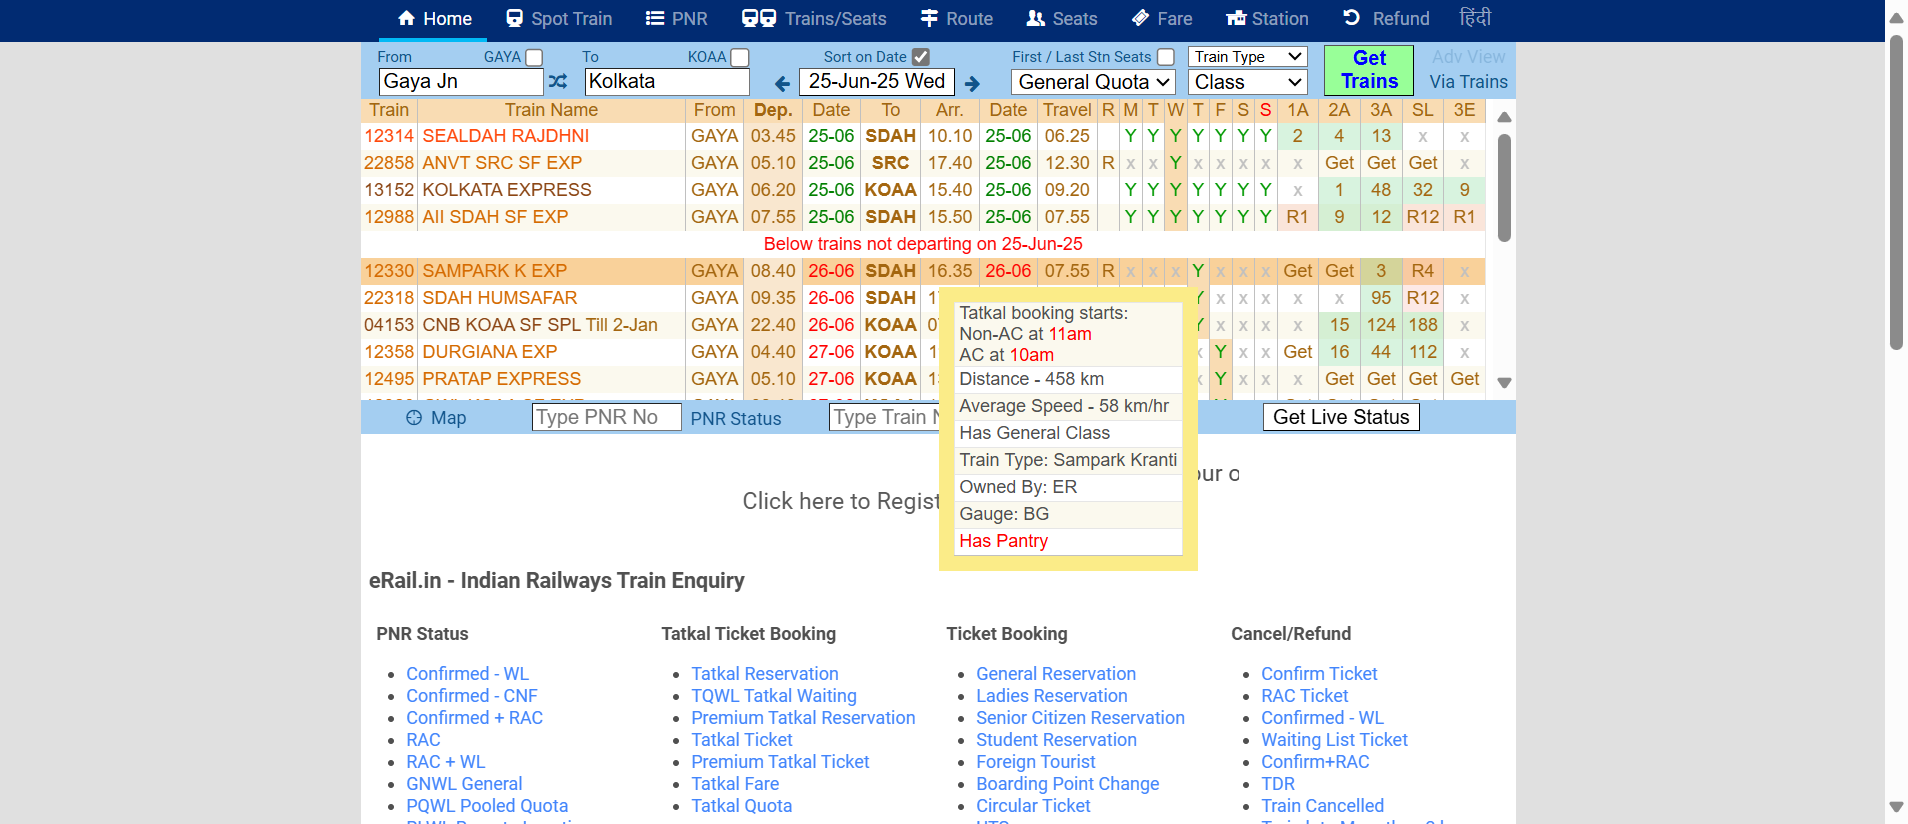 Home Spot Train PNR Trains/Seats Route Seats Fare Station Refund हिंदी
From GAYA To KOAA Sort on Date First / Last Stn Seats Train Type Get Trains Adv View
Gaya Jn Kolkata 25-Jun-25 Wed General Quota Class Via Trains
Train Train Name From Dep. Date To Arr. Date Travel R M T W T F S S 1A 2A 3A SL 3E
12314 SEALDAH RAJDHNI GAYA 03.45 25-06 SDAH 10.10 25-06 06.25 Y Y Y Y Y Y Y 2 4 13 x x
22858 ANVT SRC SF EXP GAYA 05.10 25-06 SRC 17.40 25-06 12.30 R x x Y x x x x x Get Get Get x
13152 KOLKATA EXPRESS GAYA 06.20 25-06 KOAA 15.40 25-06 09.20 Y Y Y Y Y Y Y x 1 48 32 9
12988 AII SDAH SF EXP GAYA 07.55 25-06 SDAH 15.50 25-06 07.55 Y Y Y Y Y Y Y R1 9 12 R12 R1
Below trains not departing on 25-Jun-25
12330 SAMPARK K EXP GAYA 08.40 26-06 SDAH 16.35 26-06 07.55 R x x x Y x x x Get Get 3 R4 x
22318 SDAH HUMSAFAR GAYA 09.35 26-06 SDAH Y x x x x x 95 R12 x
04153 CNB KOAA SF SPL Till 2-Jan GAYA 22.40 26-06 KOAA Y x x x x 15 124 188 x
12358 DURGIANA EXP GAYA 04.40 27-06 KOAA x Y x x Get 16 44 112 x
12495 PRATAP EXPRESS GAYA 05.10 27-06 KOAA x Y x x x Get Get Get Get
Tatkal booking starts:
Non-AC at 11am
AC at 10am
Distance - 458 km
Average Speed - 58 km/hr
Has General Class
Train Type: Sampark Kranti
Owned By: ER
Gauge: BG
Has Pantry
Map Type PNR No PNR Status Type Train Get Live Status
our
Click here to Regist
eRail.in - Indian Railways Train Enquiry
PNR Status
Confirmed - WL
Confirmed - CNF
Confirmed + RAC
RAC
RAC + WL
GNWL General
PQWL Pooled Quota
Tatkal Ticket Booking
Tatkal Reservation
TQWL Tatkal Waiting
Premium Tatkal Reservation
Tatkal Ticket
Premium Tatkal Ticket
Tatkal Fare
Tatkal Quota
Ticket Booking
General Reservation
Ladies Reservation
Senior Citizen Reservation
Student Reservation
Foreign Tourist
Boarding Point Change
Circular Ticket
Cancel/Refund
Confirm Ticket
RAC Ticket
Confirmed - WL
Waiting List Ticket
Confirm+RAC
TDR
Train Cancelled